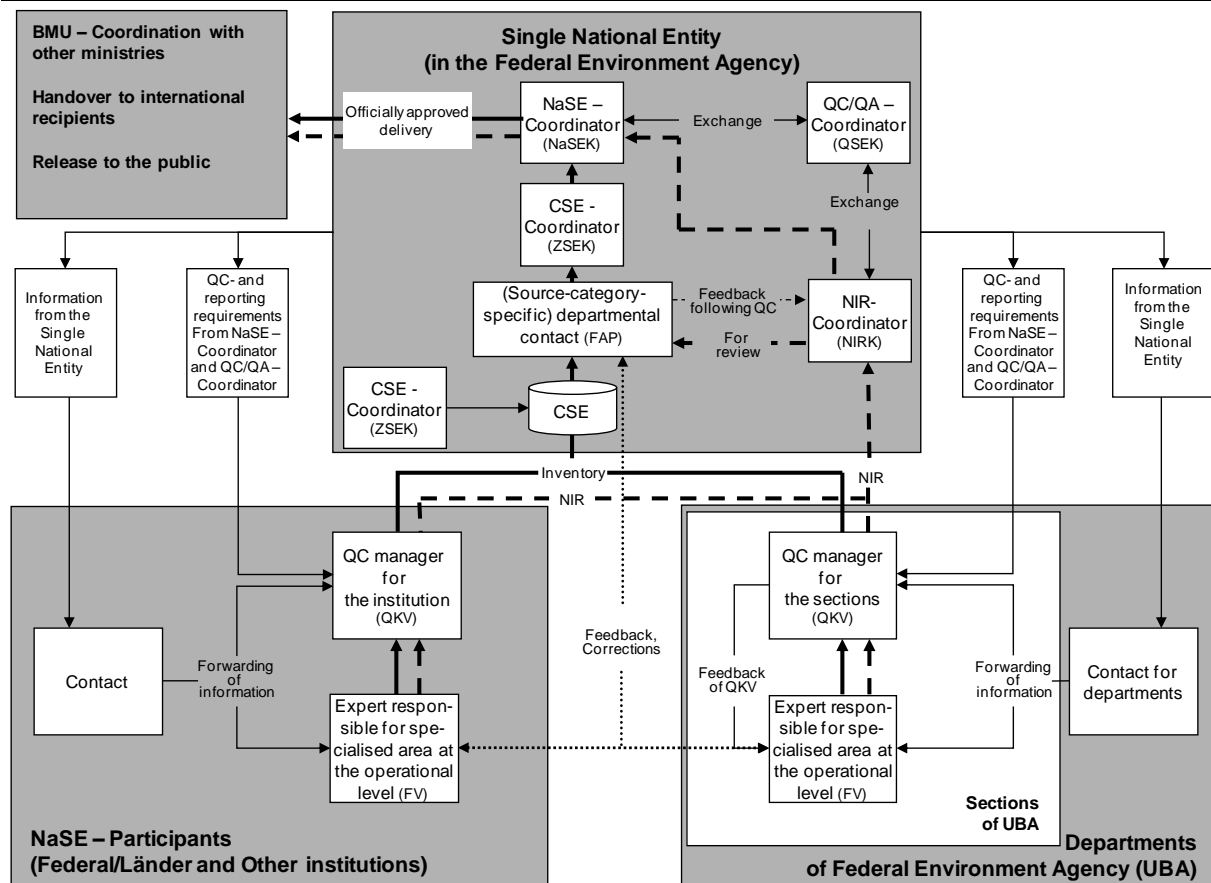 BMU – Coordination with
other ministries
Handover to international
recipients
Release to the public
Single National Entity
(in the Federal Environment Agency)
Officially approved
delivery
NaSE –
Coordinator
(NaSEK)
Exchange
QC/QA –
Coordinator
(QSEK)
CSE -
Coordinator
(ZSEK)
Exchange
(Source-category-
specific) departmental
contact (FAP)
Feedback
following QC
For
review
NIR-
Coordinator
(NIRK)
CSE -
Coordinator
(ZSEK)
CSE
Information
from the
Single
National
Entity
QC- and
reporting
requirements
From NaSE –
Coordinator
and QC/QA –
Coordinator
QC- and
reporting
requirements
From NaSE –
Coordinator
and QC/QA –
Coordinator
Information
from the
Single
National
Entity
Inventory
NIR
NIR
QC manager
for
the institution
(QKV)
Contact
Forwarding
of
information
Expert respon-
sible for spe-
cialised area at
the operational
level (FV)
Feedback,
Corrections
QC manager
for
the sections
(QKV)
Feedback
of QKV
Forwarding
of
information
Contact for
departments
Expert respon-
sible for spe-
cialised area at
the operational
level (FV)
Sections
of UBA
NaSE – Participants
(Federal/Länder and Other institutions)
Departments
of Federal Environment Agency (UBA)